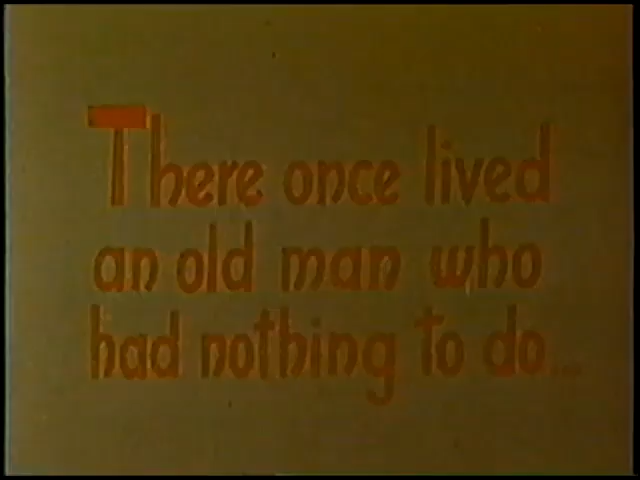 There once lived
an old man who
had nothing to do...